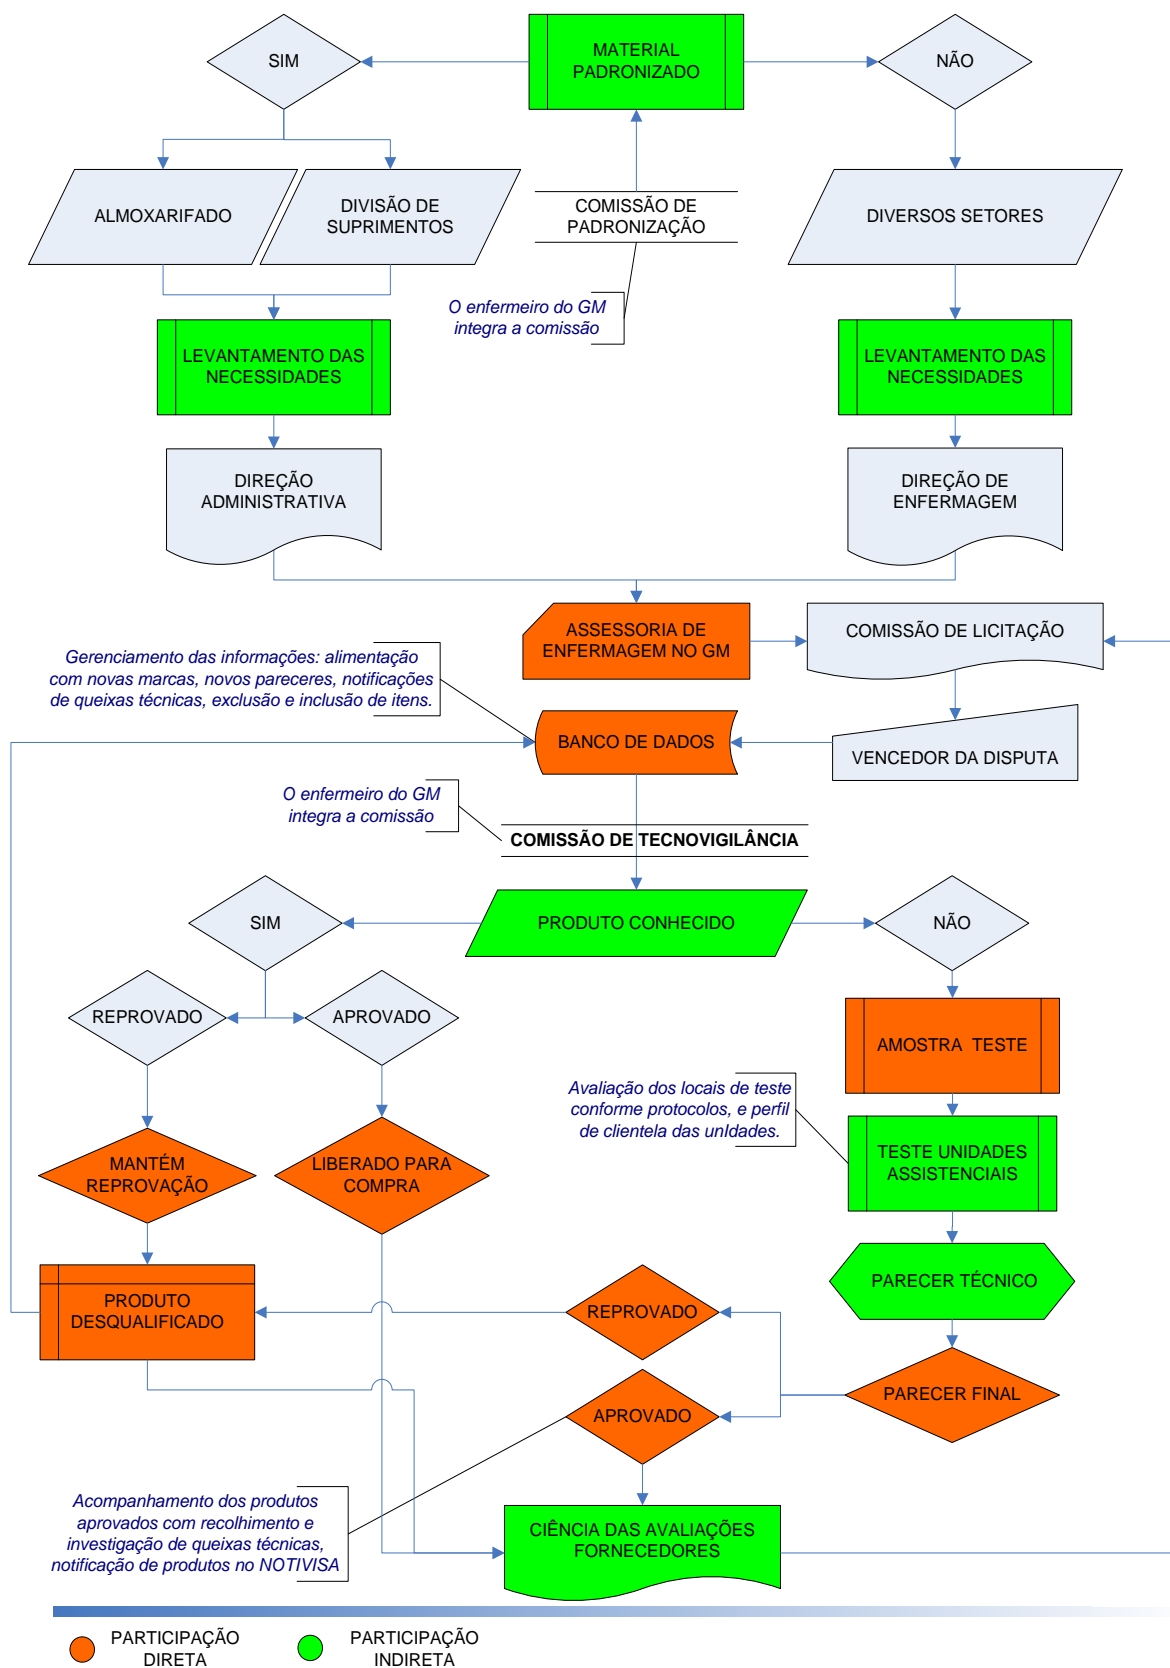 SIM
MATERIAL
PADRONIZADO
NÃO
ALMOXARIFADO
DIVISÃO DE
SUPRIMENTOS
COMISSÃO DE
PADRONIZAÇÃO
DIVERSOS SETORES
O enfermeiro do GM
integra a comissão
LEVANTAMENTO DAS
NECESSIDADES
LEVANTAMENTO DAS
NECESSIDADES
DIREÇÃO
ADMINISTRATIVA
DIREÇÃO DE
ENFERMAGEM
ASSESSORIA DE
ENFERMAGEM NO GM
COMISSÃO DE LICITAÇÃO
Gerenciamento das informações: alimentação
com novas marcas, novos pareceres, notificações
de queixas técnicas, exclusão e inclusão de itens.
BANCO DE DADOS
VENCEDOR DA DISPUTA
O enfermeiro do GM
integra a comissão
COMISSÃO DE TECNOVIGILÂNCIA
SIM
PRODUTO CONHECIDO
NÃO
REPROVADO
APROVADO
AMOSTRA  TESTE
Avaliação dos locais de teste
conforme protocolos, e perfil
de clientela das unIdades.
TESTE UNIDADES
ASSISTENCIAIS
MANTÉM
REPROVAÇÃO
LIBERADO PARA
COMPRA
PARECER TÉCNICO
PRODUTO
DESQUALIFICADO
REPROVADO
PARECER FINAL
APROVADO
Acompanhamento dos produtos
aprovados com recolhimento e
investigação de queixas técnicas,
notificação de produtos no NOTIVISA
CIÊNCIA DAS AVALIAÇÕES
FORNECEDORES
PARTICIPAÇÃO
DIRETA
PARTICIPAÇÃO
INDIRETA